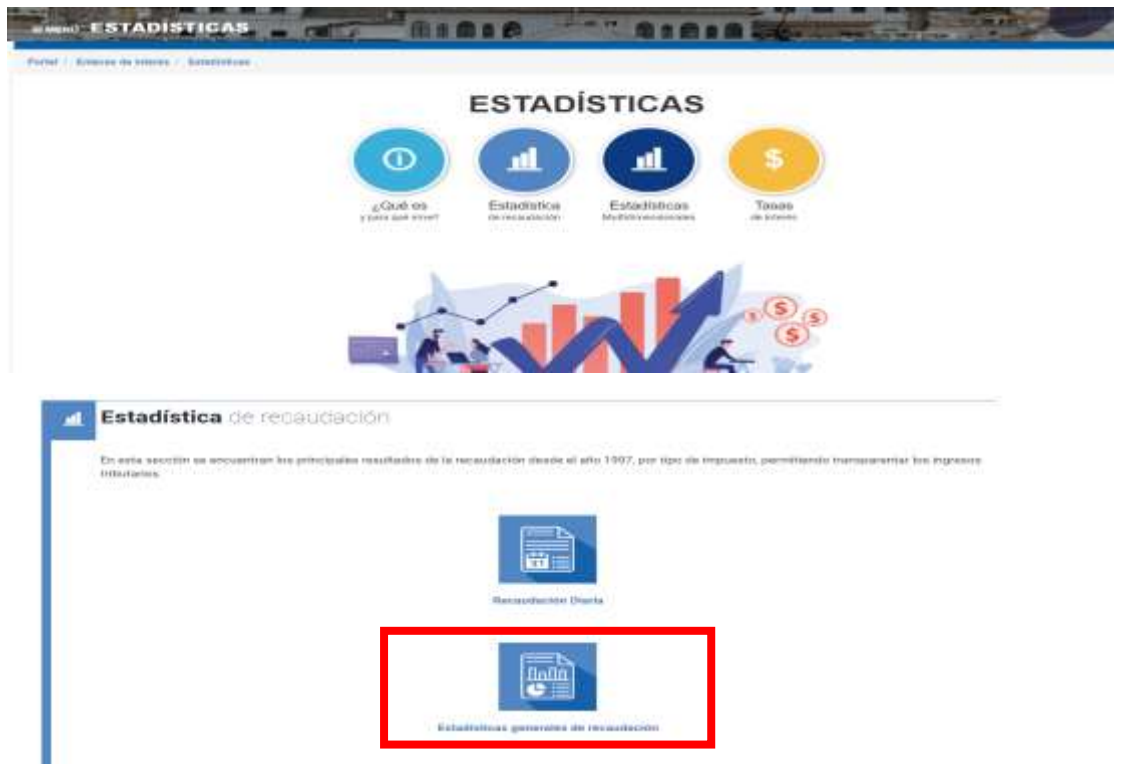 MENÚ ESTADÍSTICAS
Portal / Enlaces de interés / Estadísticas
ESTADÍSTICAS
¿Qué es
y para qué sirve?
Estadística
de recaudación
Estadísticas
Multidimensionales
Tasas
de interés
Estadística de recaudación
En esta sección se encuentran los principales resultados de la recaudación desde el año 1997, por tipo de impuesto, permitiendo transparentar los ingresos
tributarios.
Recaudación Diaria
Estadísticas generales de recaudación